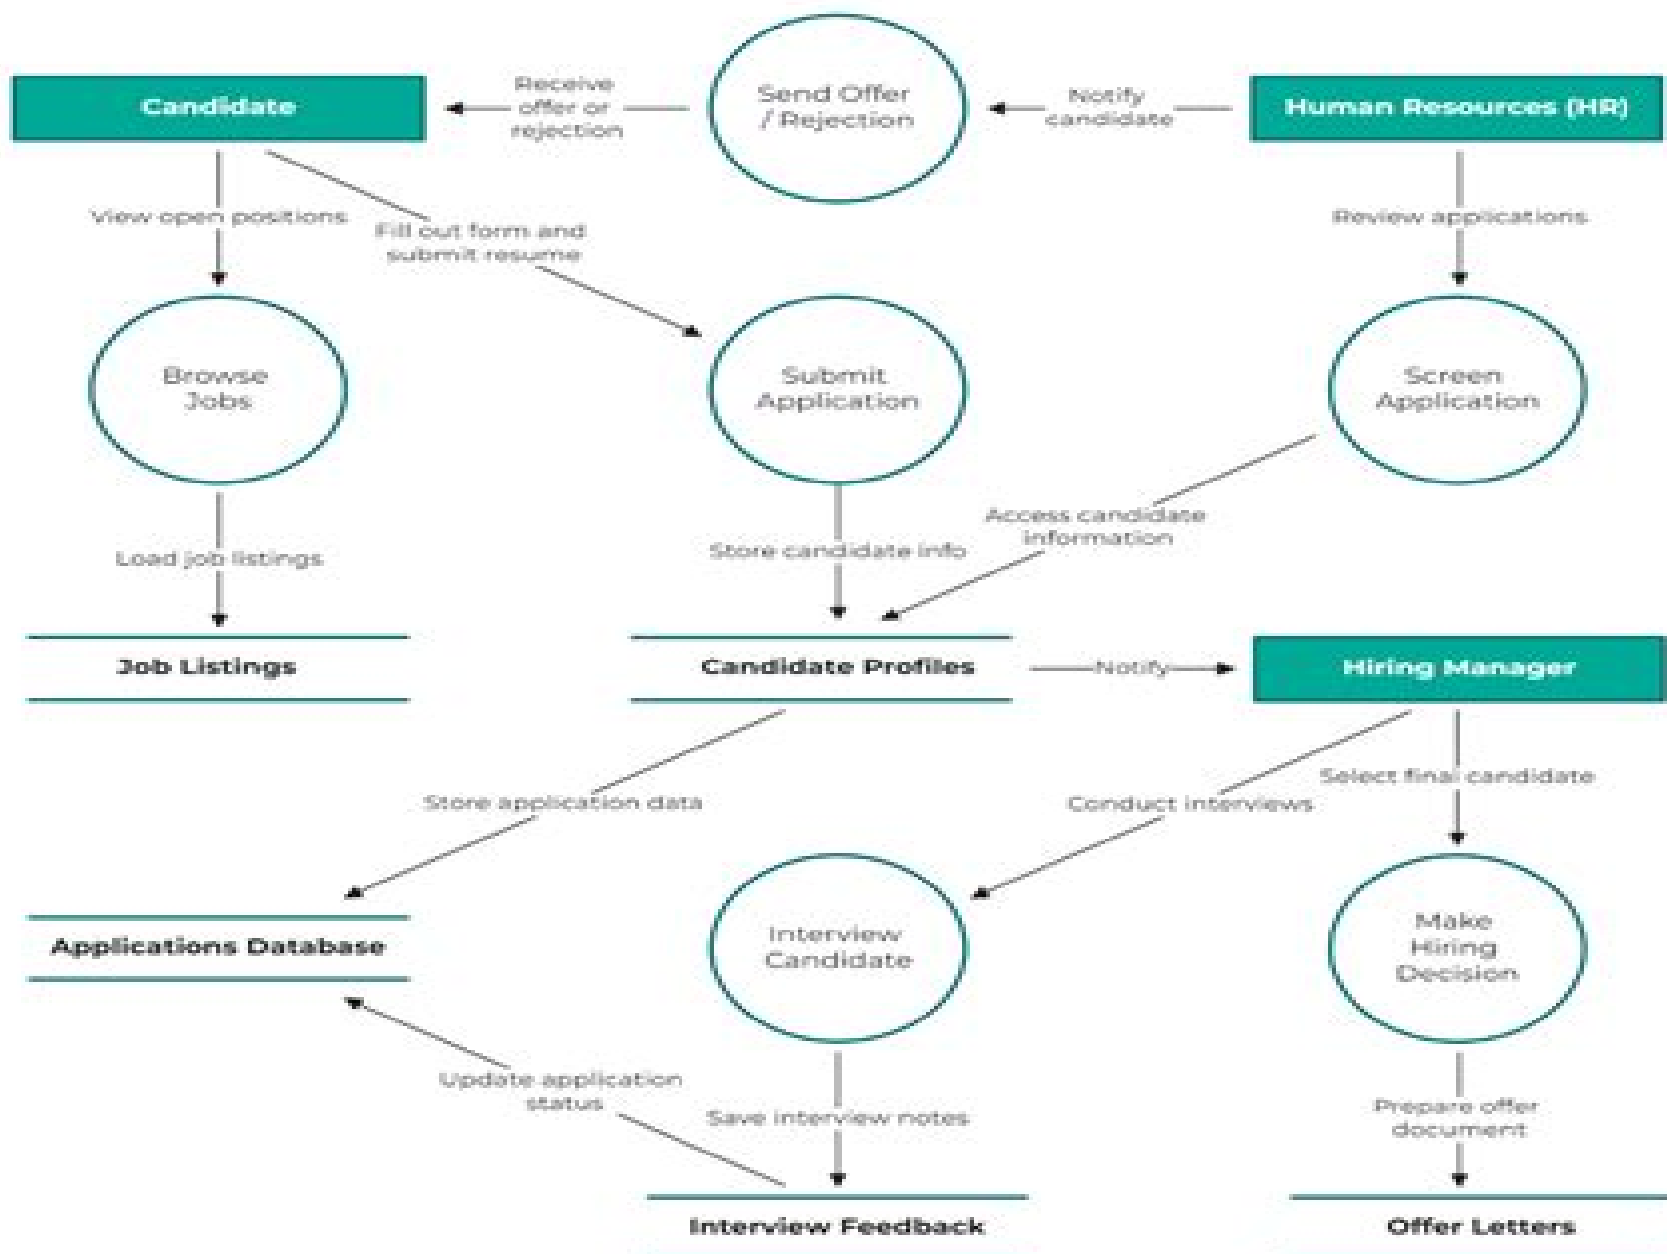 Candidate
Receive
offer or
rejection
Send Offer
/ Rejection
Notify
candidate
Human Resources (HR)
View open positions
Fill out form and
submit resume
Review applications
Browse
Jobs
Submit
Application
Screen
Application
Load job listings
Store candidate info
Access candidate
information
Job Listings
Candidate Profiles
Notify
Hiring Manager
Store application data
Conduct interviews
Select final candidate
Applications Database
Interview
Candidate
Make
Hiring
Decision
Update application
status
Save interview notes
Prepare offer
document
Interview Feedback
Offer Letters